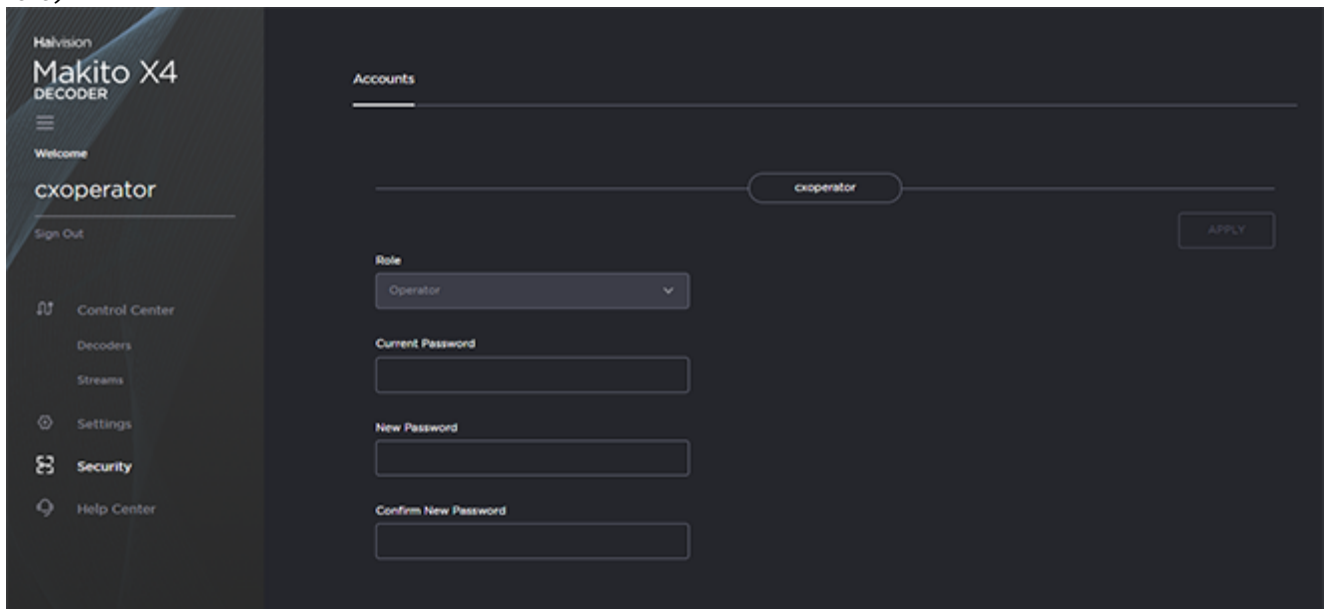 Haivision
Makito X4
DECODER
Welcome
cxoperator
Sign Out
Control Center
Decoders
Streams
Settings
Security
Help Center
Accounts
cxoperator
APPLY
Role
Operator
Current Password
New Password
Confirm New Password